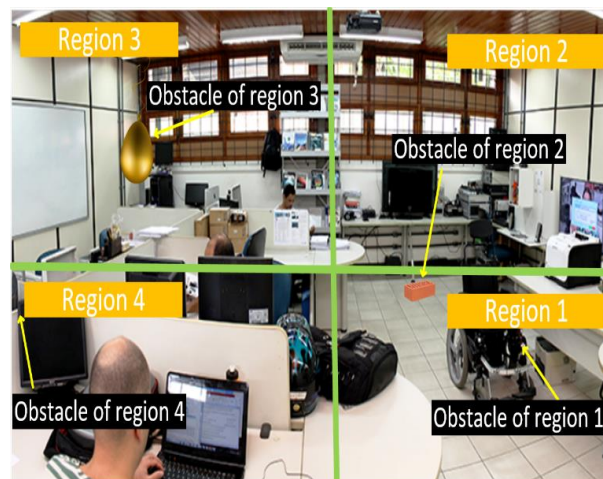 Region 3
Region 2
Obstacle of region 3
Obstacle of region 2
Region 4
Region 1
Obstacle of region 4
Obstacle of region 1